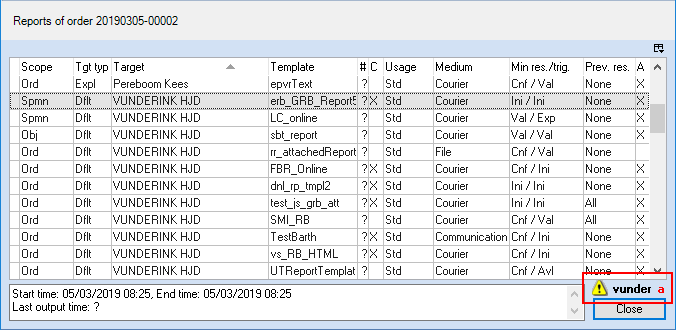 Reports of order 20190305-00002
Scope Tgt typ Target Template # C Usage Medium Min res./trig. Prev. res. A
Ord Expl Pereboom Kees epvrText ? Std Courier Cnf / Val None X
Spmn Dflt VUNDERINK HJD erb_GRB_Report5 ? X Std Courier Ini / Ini None X
Spmn Dflt VUNDERINK HJD LC_online ? Std Courier Val / Exp None X
Obj Dflt VUNDERINK HJD sbt_report ? Std Courier Val / Val None X
Ord Dflt VUNDERINK HJD rr_attachedReport ? Std File Cnf / Val None
Ord Dflt VUNDERINK HJD FBR_Online ? X Std Courier Cnf / Ini None X
Ord Dflt VUNDERINK HJD dnl_rp_tmpl2 ? X Std Courier Ini / Ini None X
Ord Dflt VUNDERINK HJD test_js_grb_att ? X Std Courier Ini / Ini All X
Ord Dflt VUNDERINK HJD SMI_RB ? Std Courier Cnf / Val All X
Ord Dflt VUNDERINK HJD TestBarth ? X Std Communication Cnf / Ini None X
Ord Dflt VUNDERINK HJD vs_RB_HTML ? X Std Courier Cnf / Ini None X
Ord Dflt VUNDERINK HJD UTReportTemplat ? Std Courier Cnf / Avl None X
Start time: 05/03/2019 08:25, End time: 05/03/2019 08:25
Last output time: ?
vunder a
Close